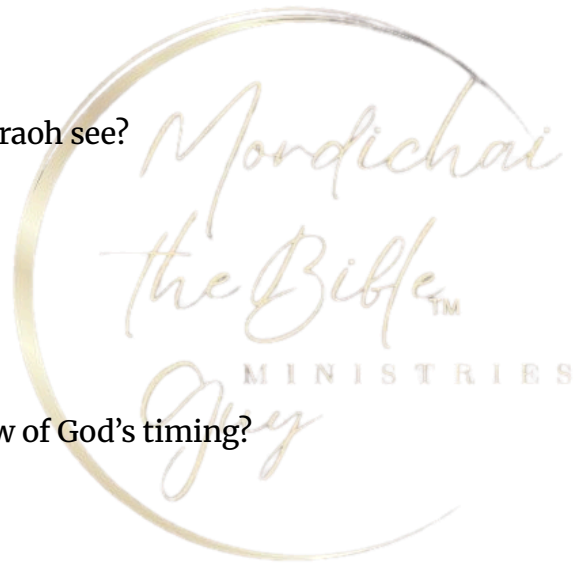 raoh see?
Mordichai
the Bible™
MINISTRIES
Guy
w of God’s timing?